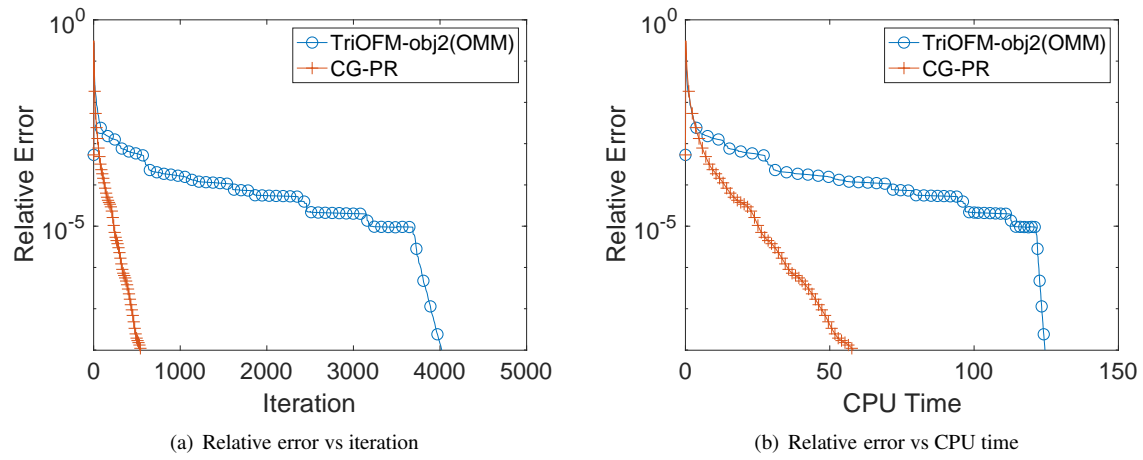 10^0
TriOFM-obj2(OMM)
CG-PR
Relative Error
10^-5
0 1000 2000 3000 4000 5000
Iteration
(a) Relative error vs iteration
10^0
TriOFM-obj2(OMM)
CG-PR
Relative Error
10^-5
0 50 100 150
CPU Time
(b) Relative error vs CPU time